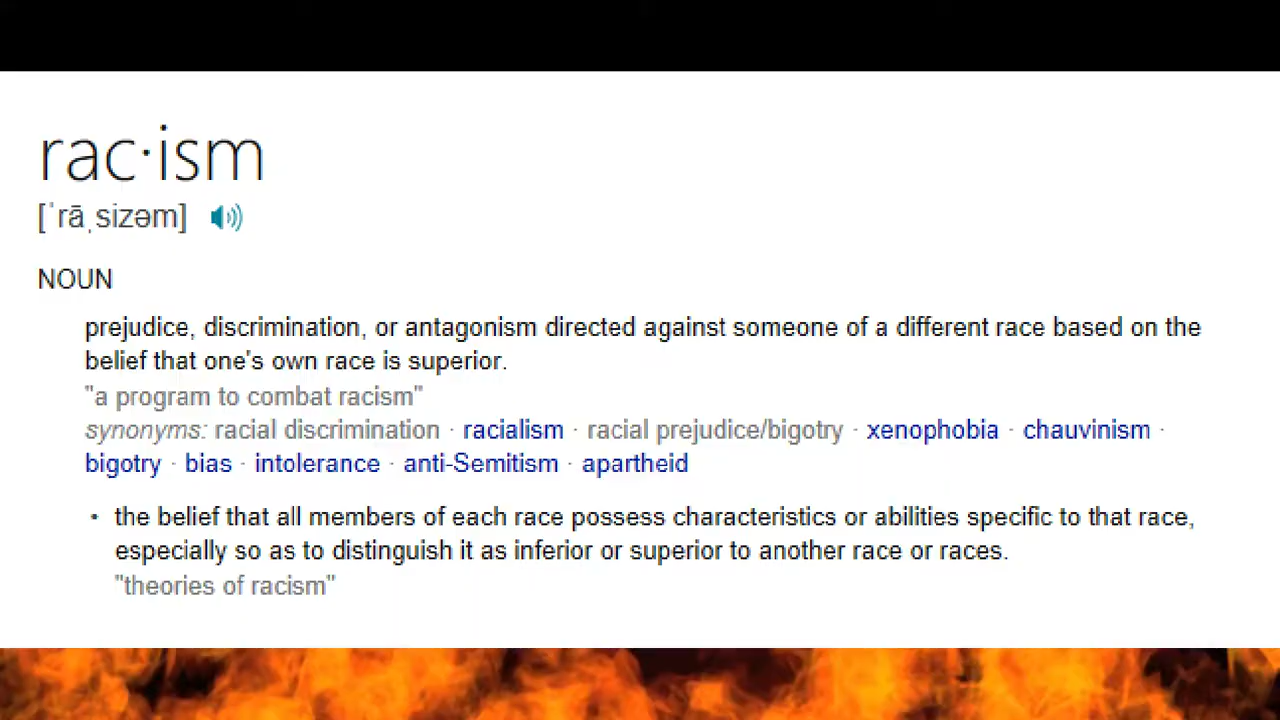 rac·ism
[ˈrāˌsizəm]
NOUN
prejudice, discrimination, or antagonism directed against someone of a different race based on the
belief that one's own race is superior.
"a program to combat racism"
synonyms: racial discrimination · racialism · racial prejudice/bigotry · xenophobia · chauvinism ·
bigotry · bias · intolerance · anti-Semitism · apartheid
• the belief that all members of each race possess characteristics or abilities specific to that race,
especially so as to distinguish it as inferior or superior to another race or races.
"theories of racism"